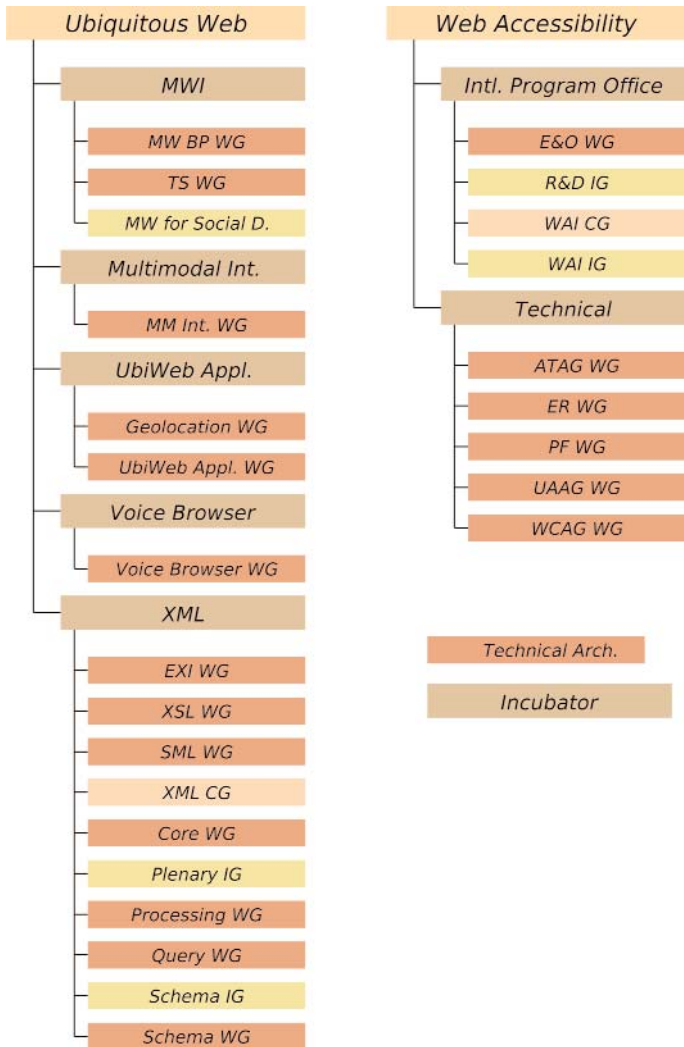 Ubiquitous Web
MWI
MW BP WG
TS WG
MW for Social D.
Multimodal Int.
MM Int. WG
UbiWeb Appl.
Geolocation WG
UbiWeb Appl. WG
Voice Browser
Voice Browser WG
XML
EXI WG
XSL WG
SML WG
XML CG
Core WG
Plenary IG
Processing WG
Query WG
Schema IG
Schema WG
Web Accessibility
Intl. Program Office
E&O WG
R&D IG
WAI CG
WAI IG
Technical
ATAG WG
ER WG
PF WG
UAAG WG
WCAG WG
Technical Arch.
Incubator